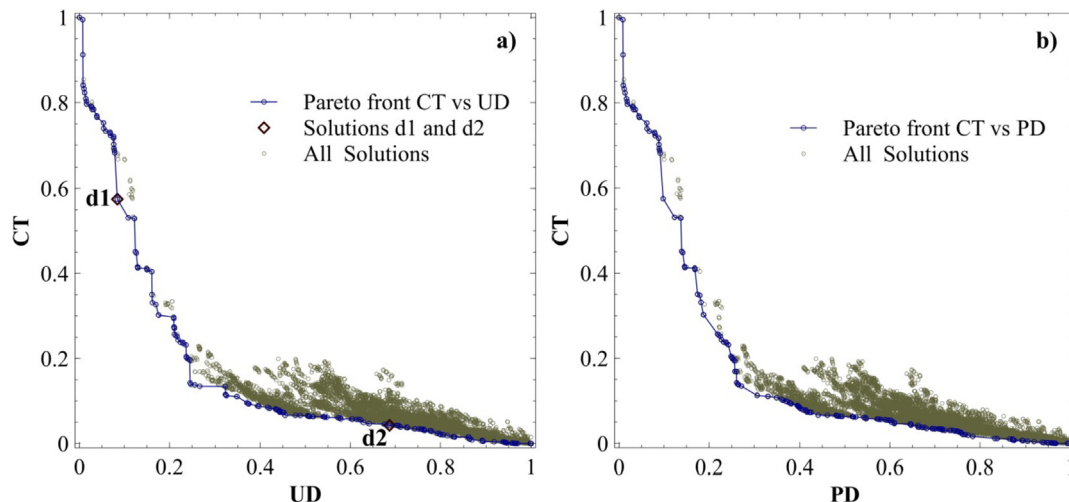 a)
1
0.8
0.6
0.4
0.2
0
CT
Pareto front CT vs UD
Solutions d1 and d2
All Solutions
d1
d2
0 0.2 0.4 0.6 0.8 1
UD
b)
1
0.8
0.6
0.4
0.2
0
CT
Pareto front CT vs PD
All Solutions
0 0.2 0.4 0.6 0.8 1
PD